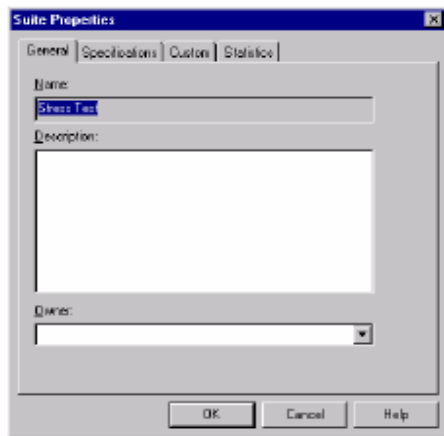 Suite Properties
General Specifications Custom Statistics
Name:
Stress Test
Description:
Owner:
OK Cancel Help